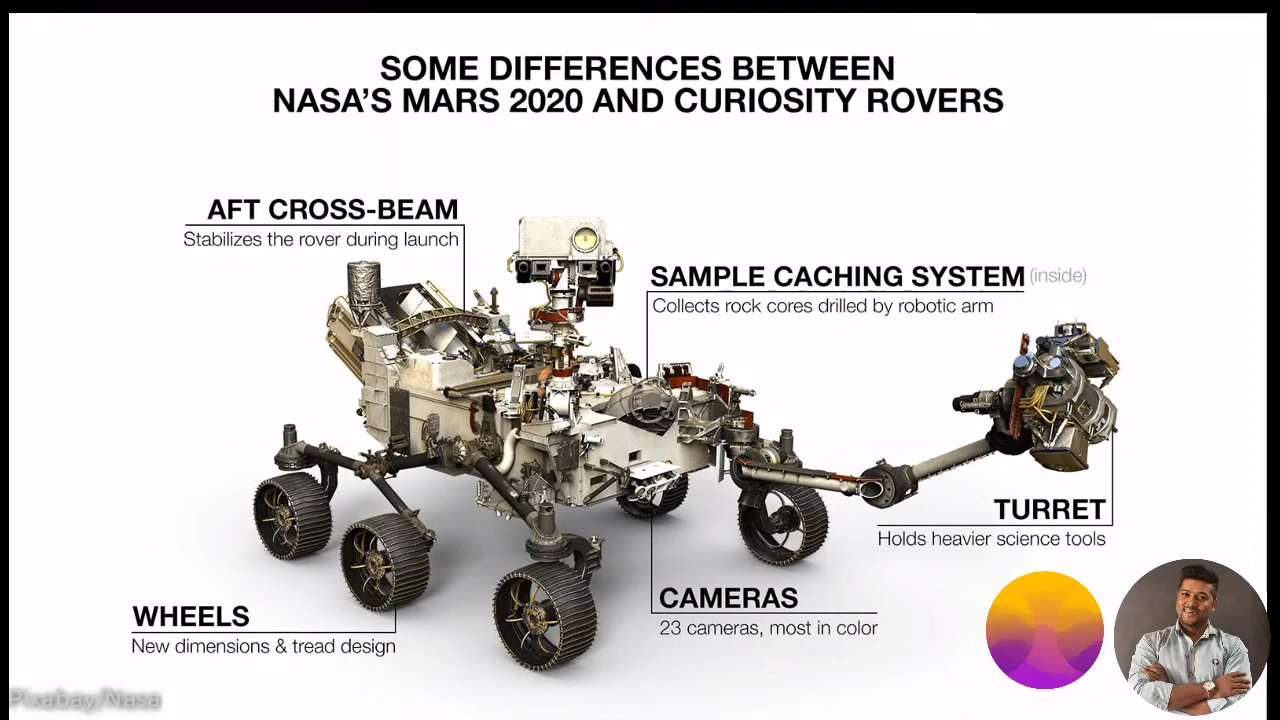 SOME DIFFERENCES BETWEEN
NASA'S MARS 2020 AND CURIOSITY ROVERS
AFT CROSS-BEAM
Stabilizes the rover during launch
SAMPLE CACHING SYSTEM (inside)
Collects rock cores drilled by robotic arm
TURRET
Holds heavier science tools
CAMERAS
23 cameras, most in color
WHEELS
New dimensions & tread design
Pixabay/Nasa